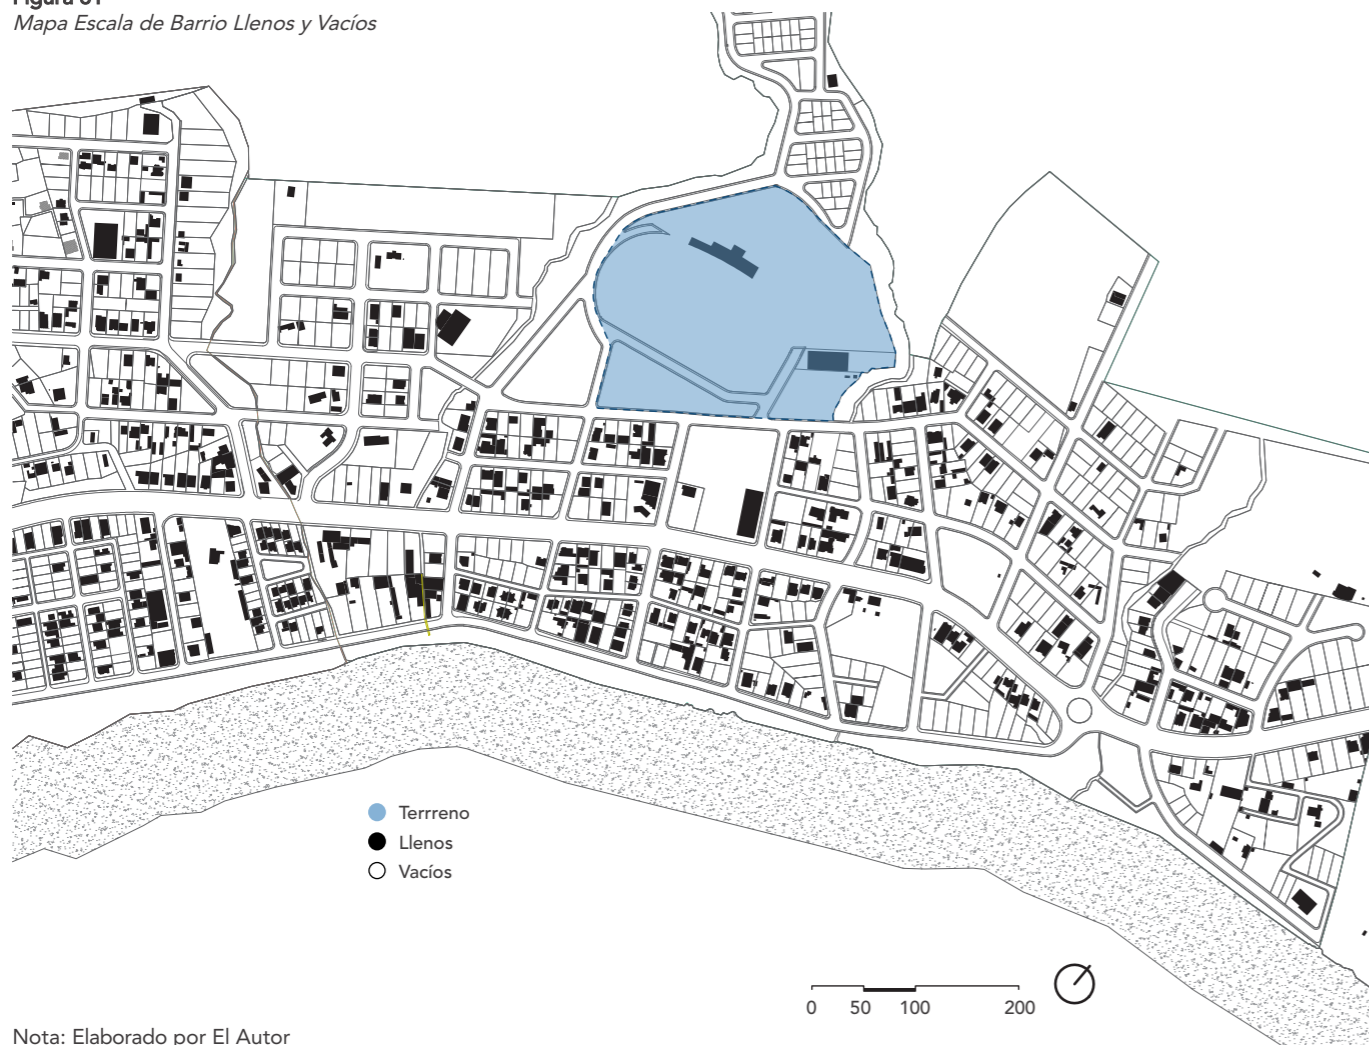 Mapa Escala de Barrio Llenos y Vacíos
Terrreno
Llenos
Vacíos
0 50 100 200
Nota: Elaborado por El Autor